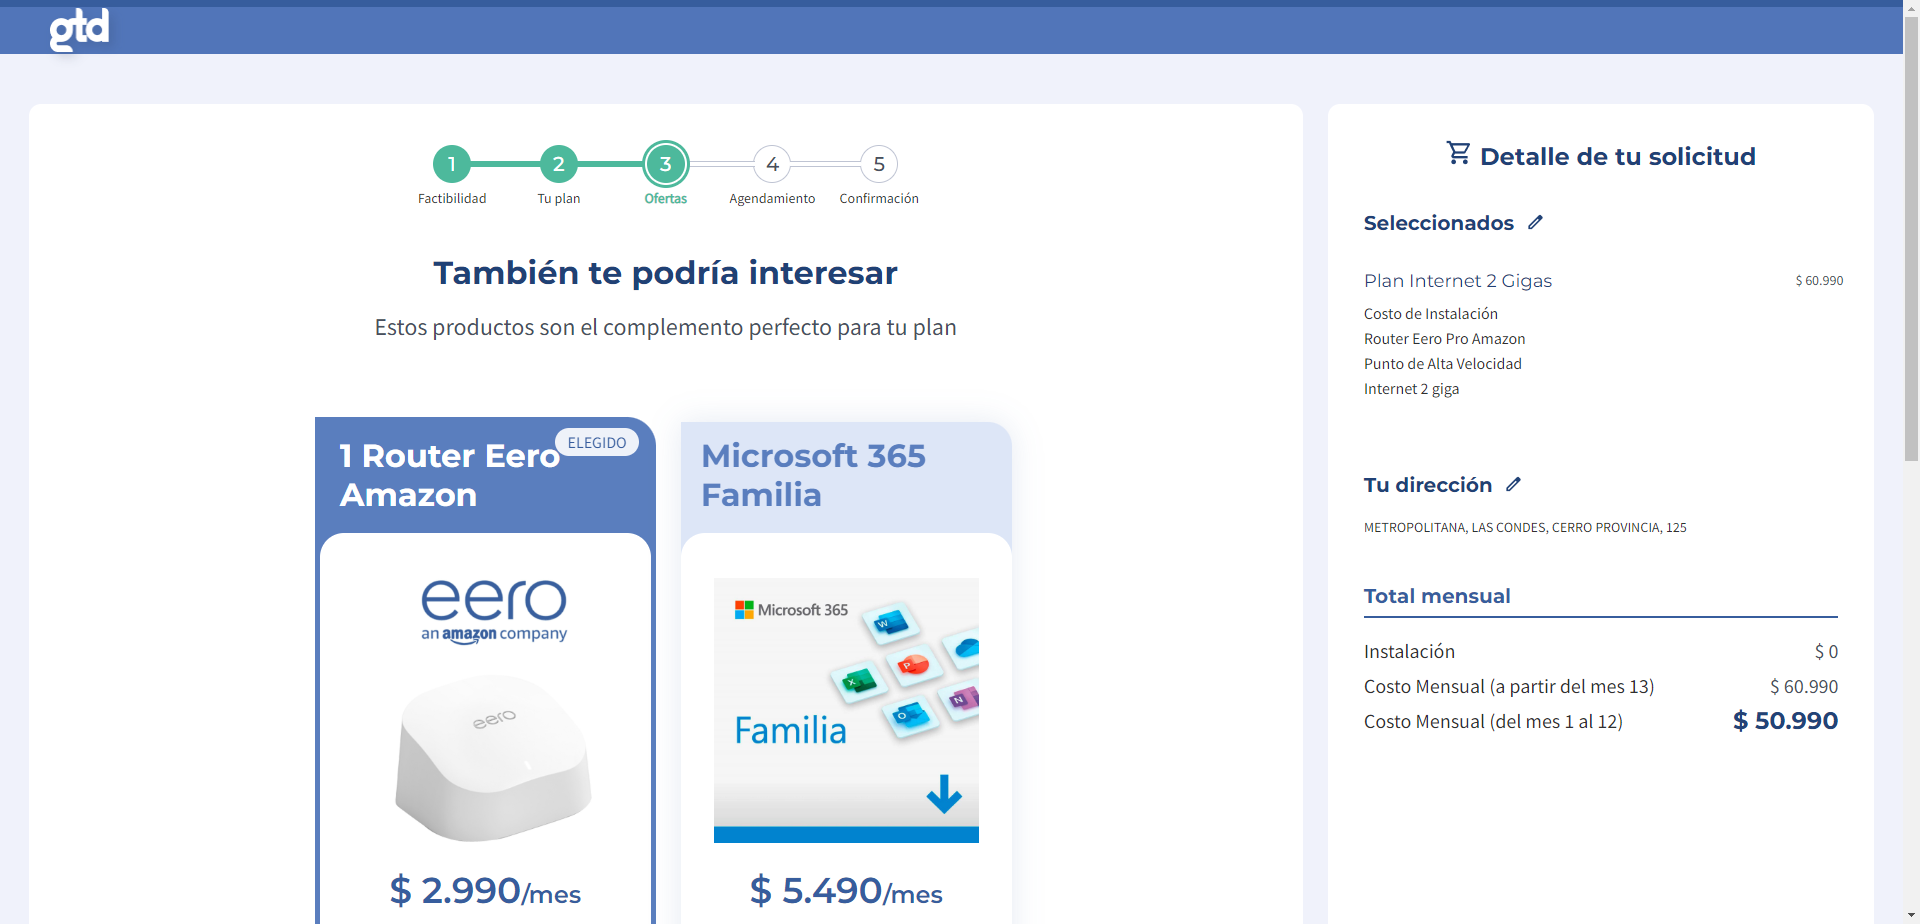 gtd
1
2
3
4
5
Factibilidad
Tu plan
Ofertas
Agendamiento
Confirmación
También te podría interesar
Estos productos son el complemento perfecto para tu plan
ELEGIDO
1 Router Eero
Amazon
eero
an amazon company
eero
$ 2.990/mes
Microsoft 365
Familia
Microsoft 365
W
P
X
N
O
Familia
$ 5.490/mes
Detalle de tu solicitud
Seleccionados
Plan Internet 2 Gigas $ 60.990
Costo de Instalación
Router Eero Pro Amazon
Punto de Alta Velocidad
Internet 2 giga
Tu dirección
METROPOLITANA, LAS CONDES, CERRO PROVINCIA, 125
Total mensual
Instalación $ 0
Costo Mensual (a partir del mes 13) $ 60.990
Costo Mensual (del mes 1 al 12) $ 50.990